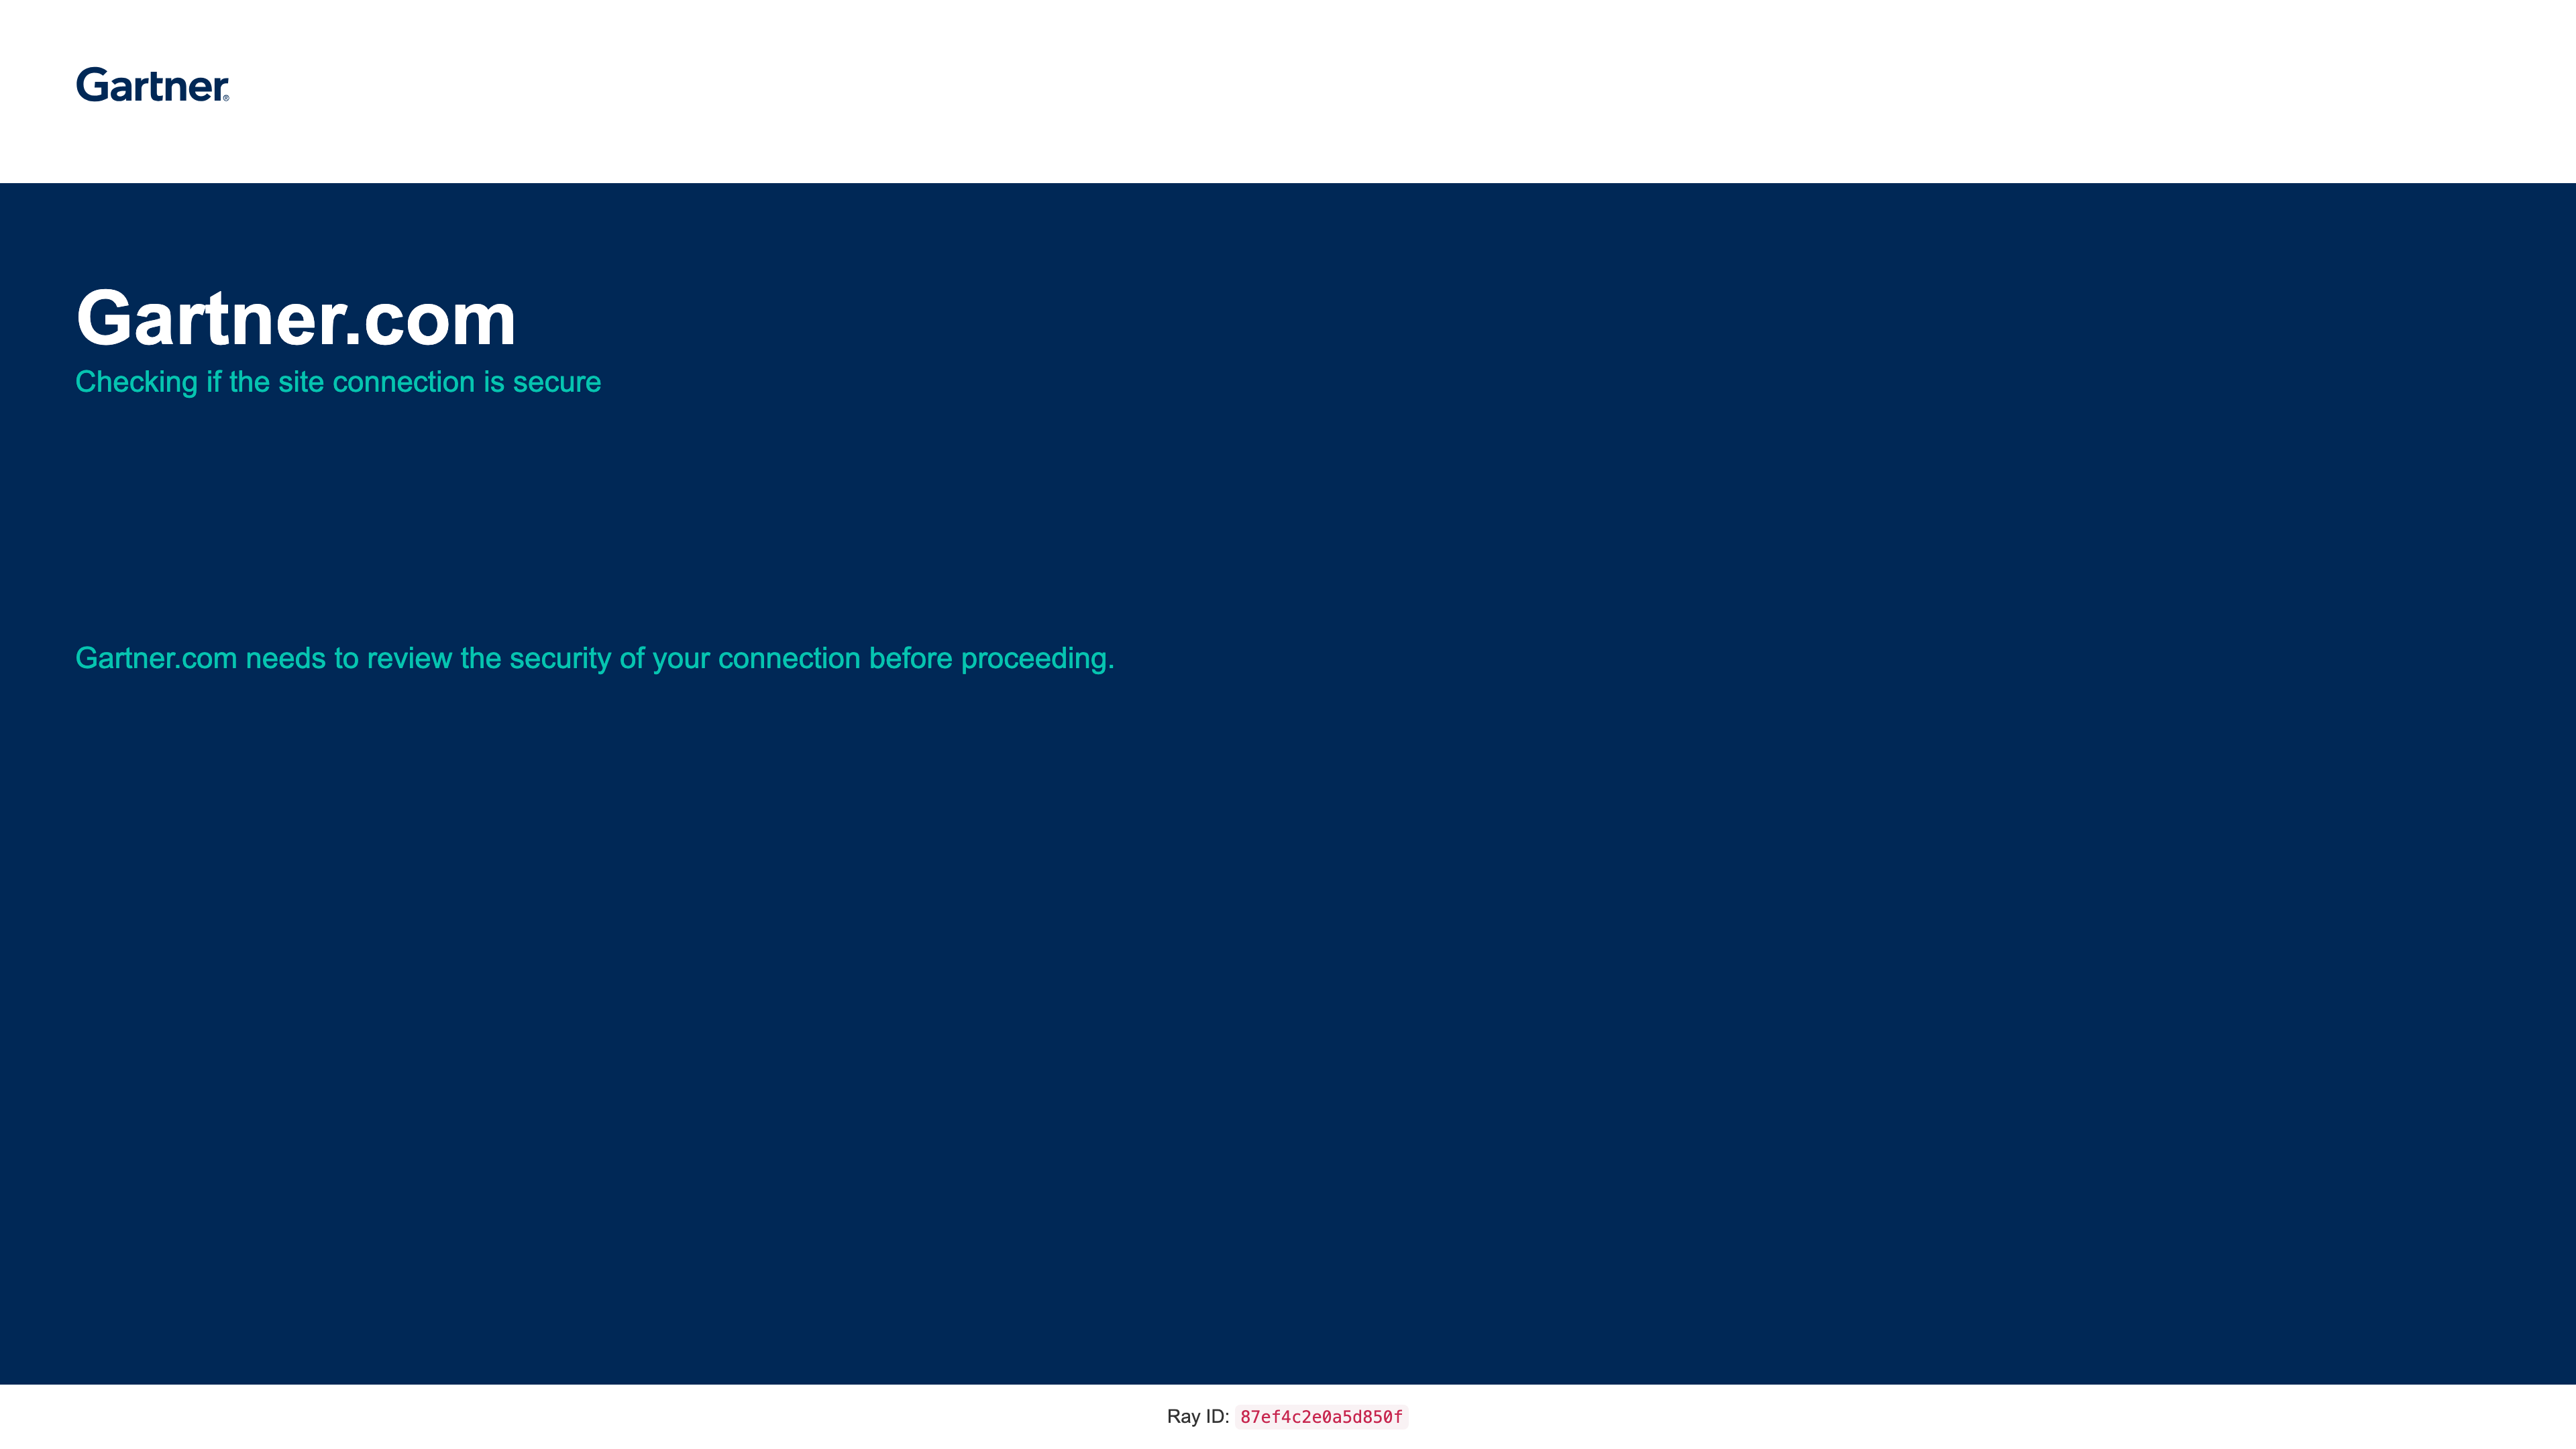 Gartner®
Gartner.com
Checking if the site connection is secure
Gartner.com needs to review the security of your connection before proceeding.
Ray ID: 87ef4c2e0a5d850f